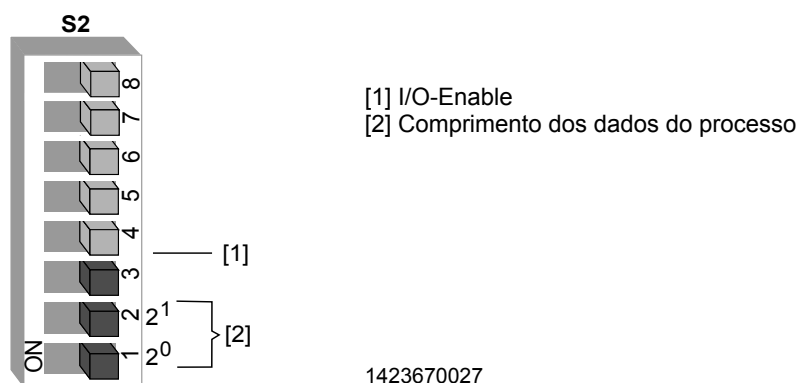 S2
8
7
6
5
4
3
2 2¹
1 2⁰
ON
[1]
[2]
[1] I/O-Enable
[2] Comprimento dos dados do processo
1423670027